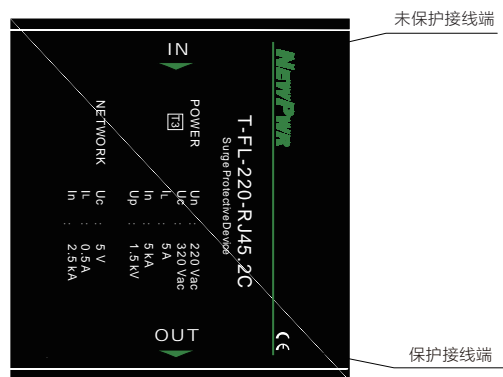 未保护接线端
IN
NEWPWR
T-FL-220-RJ45.2C
Surge Protective Device
POWER
T3
Un : 220 Vac
Uc : 320 Vac
IL : 5 A
In : 5 kA
Up : 1.5 kV
NETWORK
Uc : 5 V
IL : 0.5 A
In : 2.5 kA
OUT
CE
保护接线端